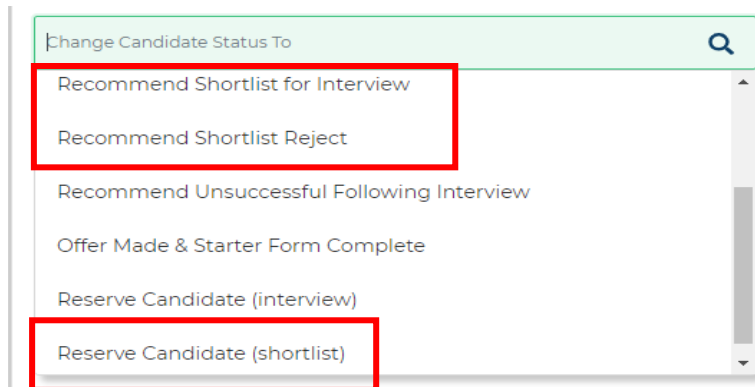 Change Candidate Status To
Recommend Shortlist for Interview
Recommend Shortlist Reject
Recommend Unsuccessful Following Interview
Offer Made & Starter Form Complete
Reserve Candidate (interview)
Reserve Candidate (shortlist)